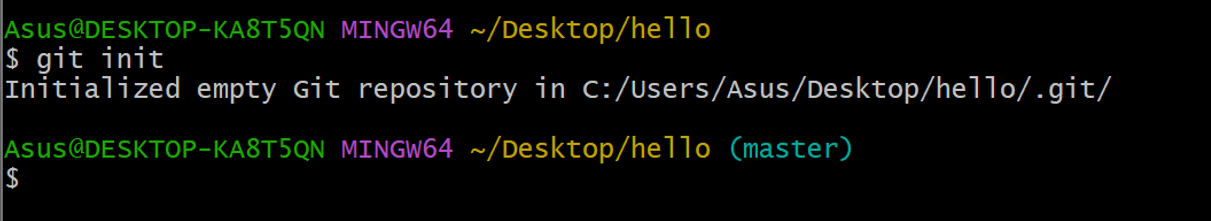 Asus@DESKTOP-KA8T5QN MINGW64 ~/Desktop/hello
$ git init
Initialized empty Git repository in C:/Users/Asus/Desktop/hello/.git/
Asus@DESKTOP-KA8T5QN MINGW64 ~/Desktop/hello (master)
$